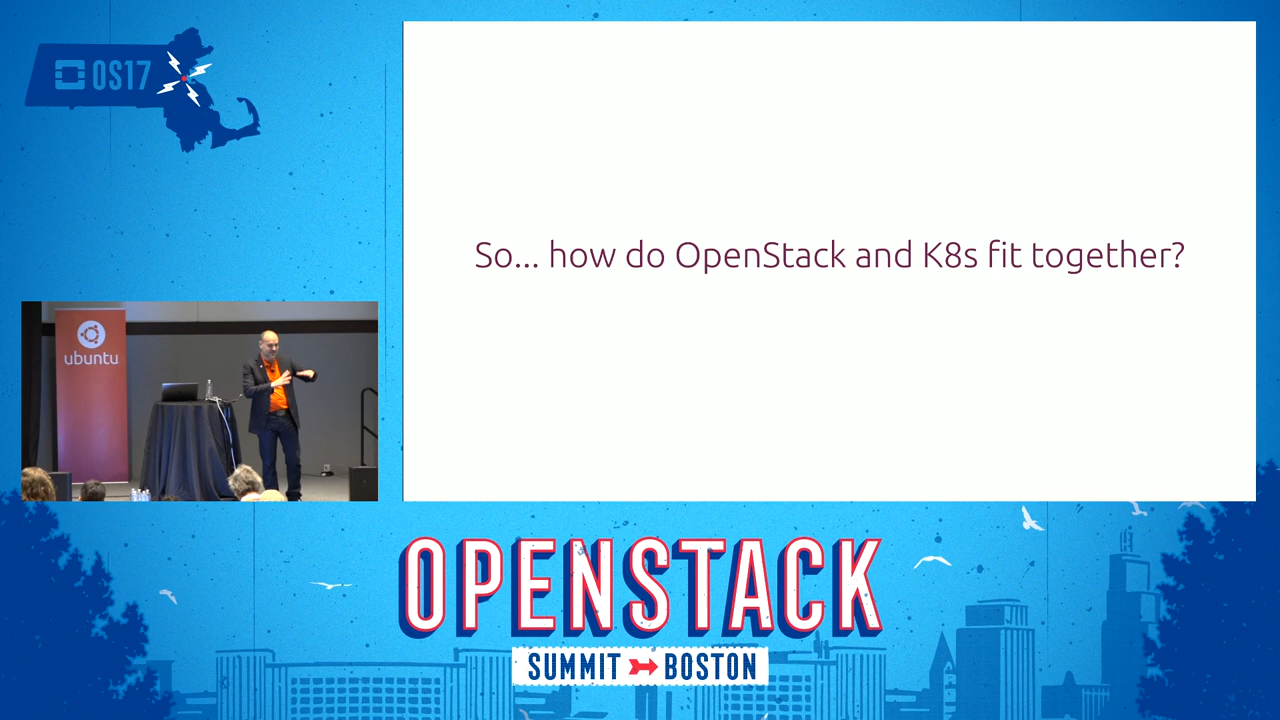 OS17
So... how do OpenStack and K8s fit together?
ubuntu
OPENSTACK
SUMMIT BOSTON